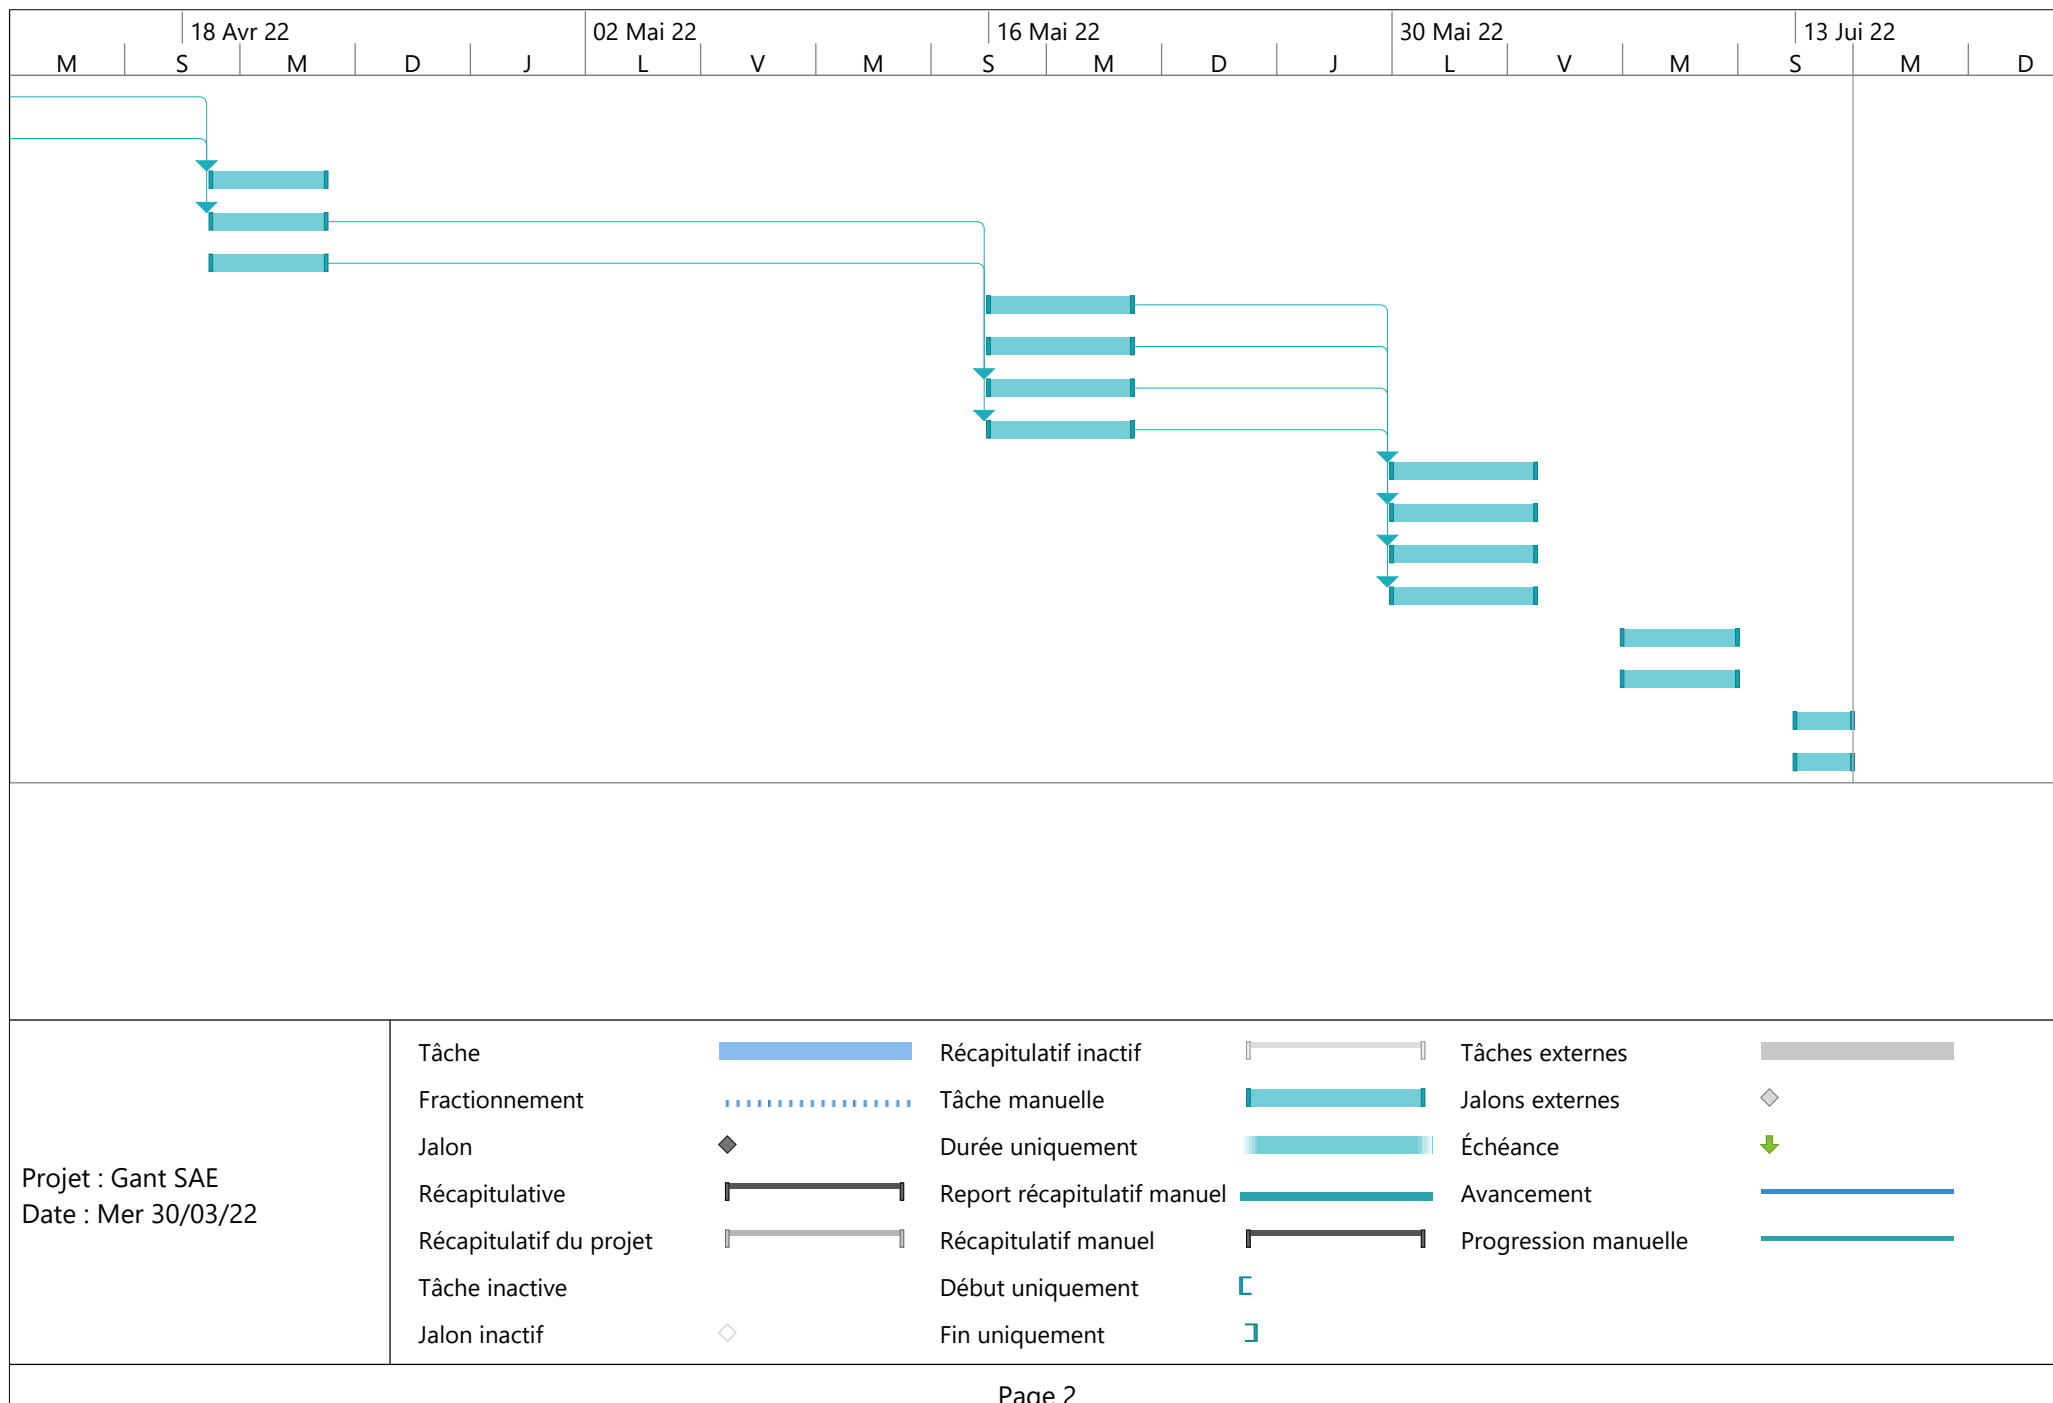 18 Avr 22 02 Mai 22 16 Mai 22 30 Mai 22 13 Jui 22
M S M D J L V M S M D J L V M S M D
Tâche Récapitulatif inactif Tâches externes
Fractionnement Tâche manuelle Jalons externes
Jalon Durée uniquement Échéance
Récapitulative Report récapitulatif manuel Avancement
Récapitulatif du projet Récapitulatif manuel Progression manuelle
Tâche inactive Début uniquement
Jalon inactif Fin uniquement
Projet : Gant SAE
Date : Mer 30/03/22
Page 2